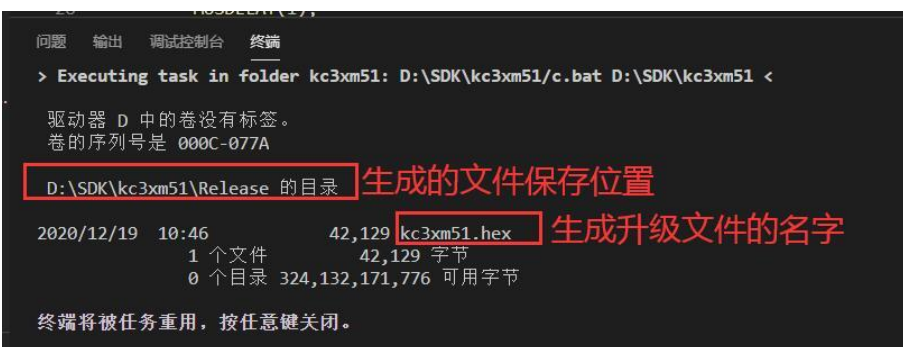 问题 输出 调试控制台 终端
> Executing task in folder kc3xm51: D:\SDK\kc3xm51/c.bat D:\SDK\kc3xm51 <
驱动器 D 中的卷没有标签。
卷的序列号是 000C-077A
D:\SDK\kc3xm51\Release 的目录 生成的文件保存位置
2020/12/19 10:46 42,129 kc3xm51.hex 生成升级文件的名字
1 个文件 42,129 字节
0 个目录 324,132,171,776 可用字节
终端将被任务重用，按任意键关闭。